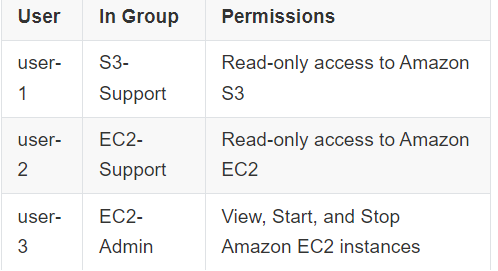 User In Group Permissions
user-1 S3-Support Read-only access to Amazon S3
user-2 EC2-Support Read-only access to Amazon EC2
user-3 EC2-Admin View, Start, and Stop Amazon EC2 instances